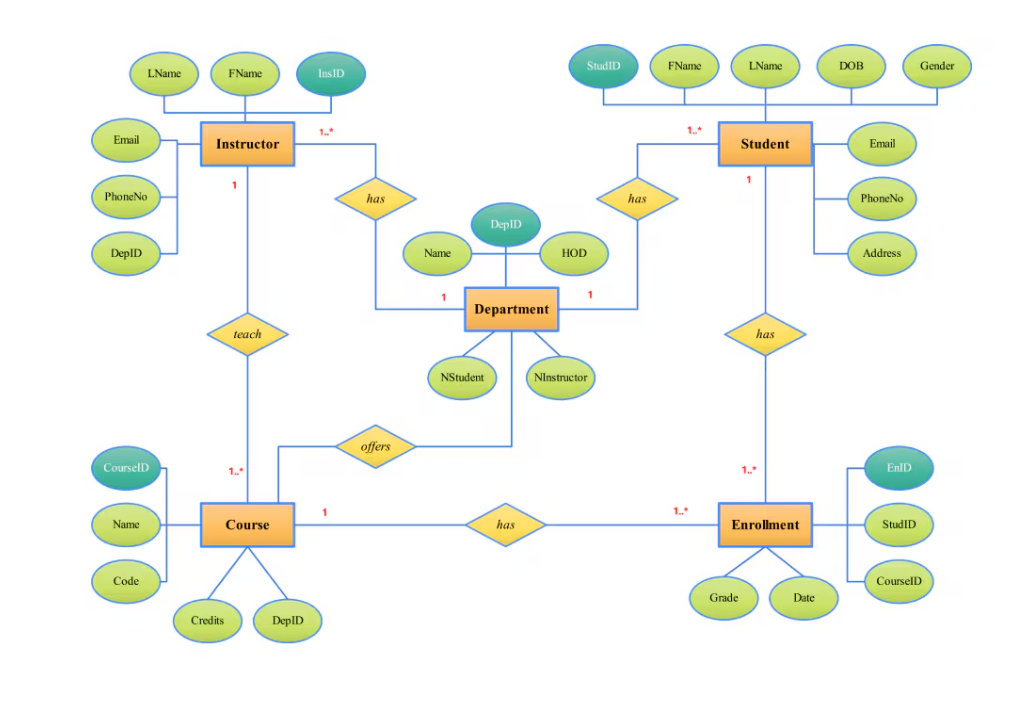 LName
FName
InsID
StudID
FName
LName
DOB
Gender
Email
Instructor
1..*
1..*
Student
Email
1
1
PhoneNo
has
has
PhoneNo
DepID
DepID
Name
HOD
Address
1
1
Department
teach
has
NStudent
NInstructor
offers
CourseID
1..*
1..*
EnID
Name
Course
1
has
1..*
Enrollment
StudID
Code
CourseID
Grade
Date
Credits
DepID